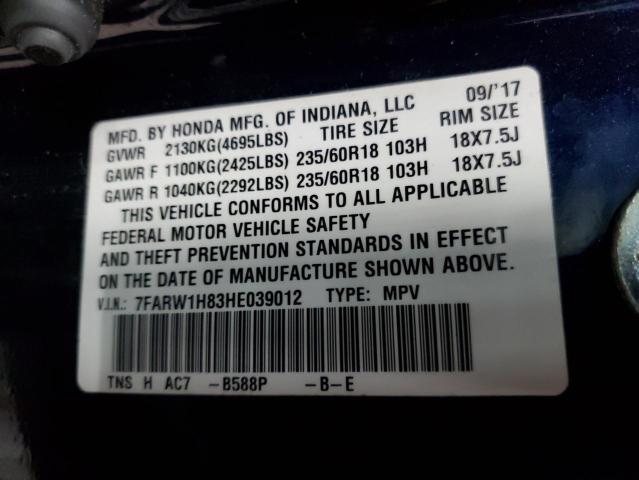 MFD. BY HONDA MFG. OF INDIANA, LLC 09/'17
GVWR 2130KG(4695LBS) TIRE SIZE RIM SIZE
GAWR F 1100KG(2425LBS) 235/60R18 103H 18X7.5J
GAWR R 1040KG(2292LBS) 235/60R18 103H 18X7.5J
THIS VEHICLE CONFORMS TO ALL APPLICABLE
FEDERAL MOTOR VEHICLE SAFETY
AND THEFT PREVENTION STANDARDS IN EFFECT
ON THE DATE OF MANUFACTURE SHOWN ABOVE.
V.I.N.: 7FARW1H83HE039012 TYPE: MPV
TNS H AC7 -B588P -B-E